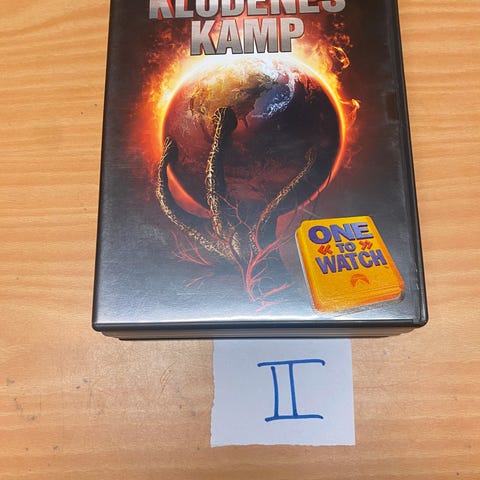 KLODENES
KAMP
ONE
« TO »
WATCH
II